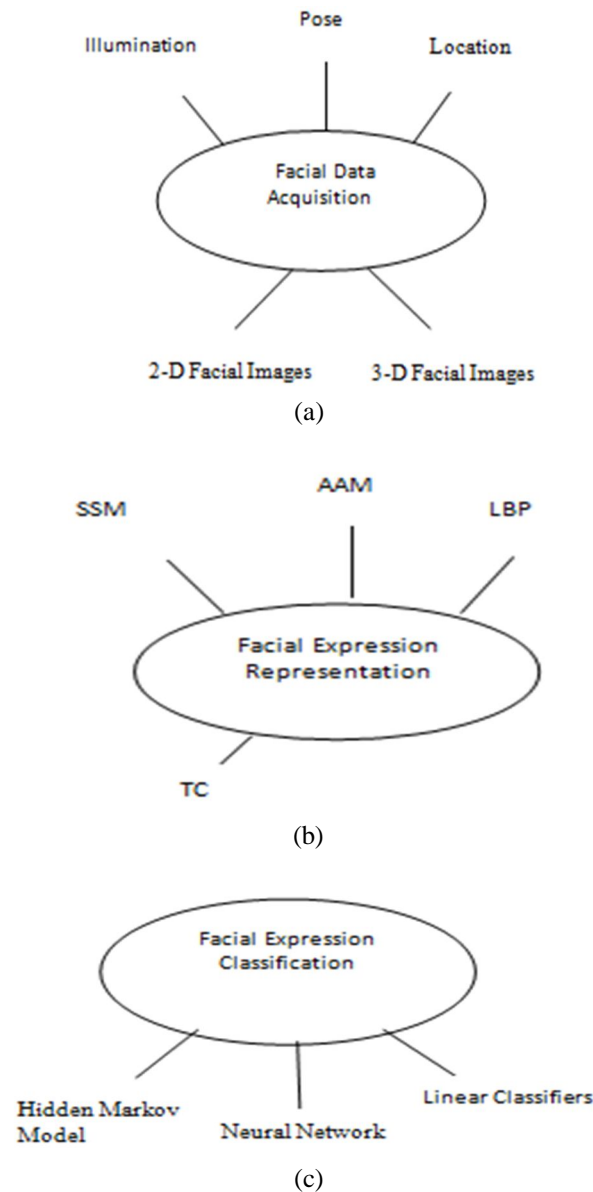 Pose
Illumination
Location
Facial Data
Acquisition
2-D Facial Images
3-D Facial Images
(a)
AAM
SSM
LBP
Facial Expression
Representation
TC
(b)
Facial Expression
Classification
Hidden Markov
Model
Neural Network
Linear Classifiers
(c)